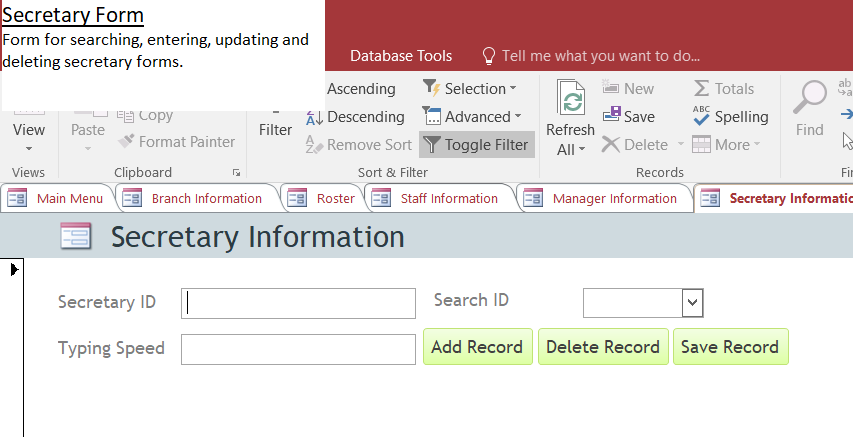 Secretary Form
Form for searching, entering, updating and
deleting secretary forms.
Database Tools Tell me what you want to do...
Ascending Selection New Totals
Copy Descending Advanced Save ABC Spelling
View Paste Format Painter Filter Remove Sort Toggle Filter Refresh All Delete More Find
Views Clipboard Sort & Filter Records
Main Menu Branch Information Roster Staff Information Manager Information Secretary Informatio
Secretary Information
Secretary ID Search ID
Typing Speed Add Record Delete Record Save Record